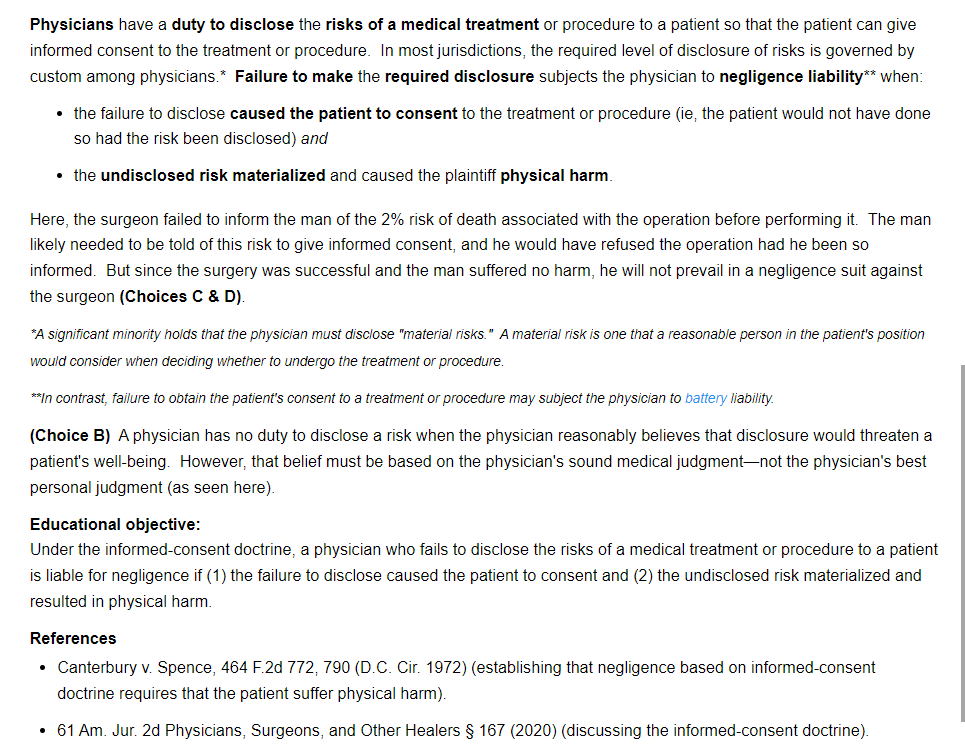 Physicians have a duty to disclose the risks of a medical treatment or procedure to a patient so that the patient can give
informed consent to the treatment or procedure. In most jurisdictions, the required level of disclosure of risks is governed by
custom among physicians.* Failure to make the required disclosure subjects the physician to negligence liability** when:
• the failure to disclose caused the patient to consent to the treatment or procedure (ie, the patient would not have done
so had the risk been disclosed) and
• the undisclosed risk materialized and caused the plaintiff physical harm.
Here, the surgeon failed to inform the man of the 2% risk of death associated with the operation before performing it. The man
likely needed to be told of this risk to give informed consent, and he would have refused the operation had he been so
informed. But since the surgery was successful and the man suffered no harm, he will not prevail in a negligence suit against
the surgeon (Choices C & D).
*A significant minority holds that the physician must disclose "material risks." A material risk is one that a reasonable person in the patient's position
would consider when deciding whether to undergo the treatment or procedure.
**In contrast, failure to obtain the patient's consent to a treatment or procedure may subject the physician to battery liability.
(Choice B) A physician has no duty to disclose a risk when the physician reasonably believes that disclosure would threaten a
patient's well-being. However, that belief must be based on the physician's sound medical judgment—not the physician's best
personal judgment (as seen here).
Educational objective:
Under the informed-consent doctrine, a physician who fails to disclose the risks of a medical treatment or procedure to a patient
is liable for negligence if (1) the failure to disclose caused the patient to consent and (2) the undisclosed risk materialized and
resulted in physical harm.
References
• Canterbury v. Spence, 464 F.2d 772, 790 (D.C. Cir. 1972) (establishing that negligence based on informed-consent
doctrine requires that the patient suffer physical harm).
• 61 Am. Jur. 2d Physicians, Surgeons, and Other Healers § 167 (2020) (discussing the informed-consent doctrine).